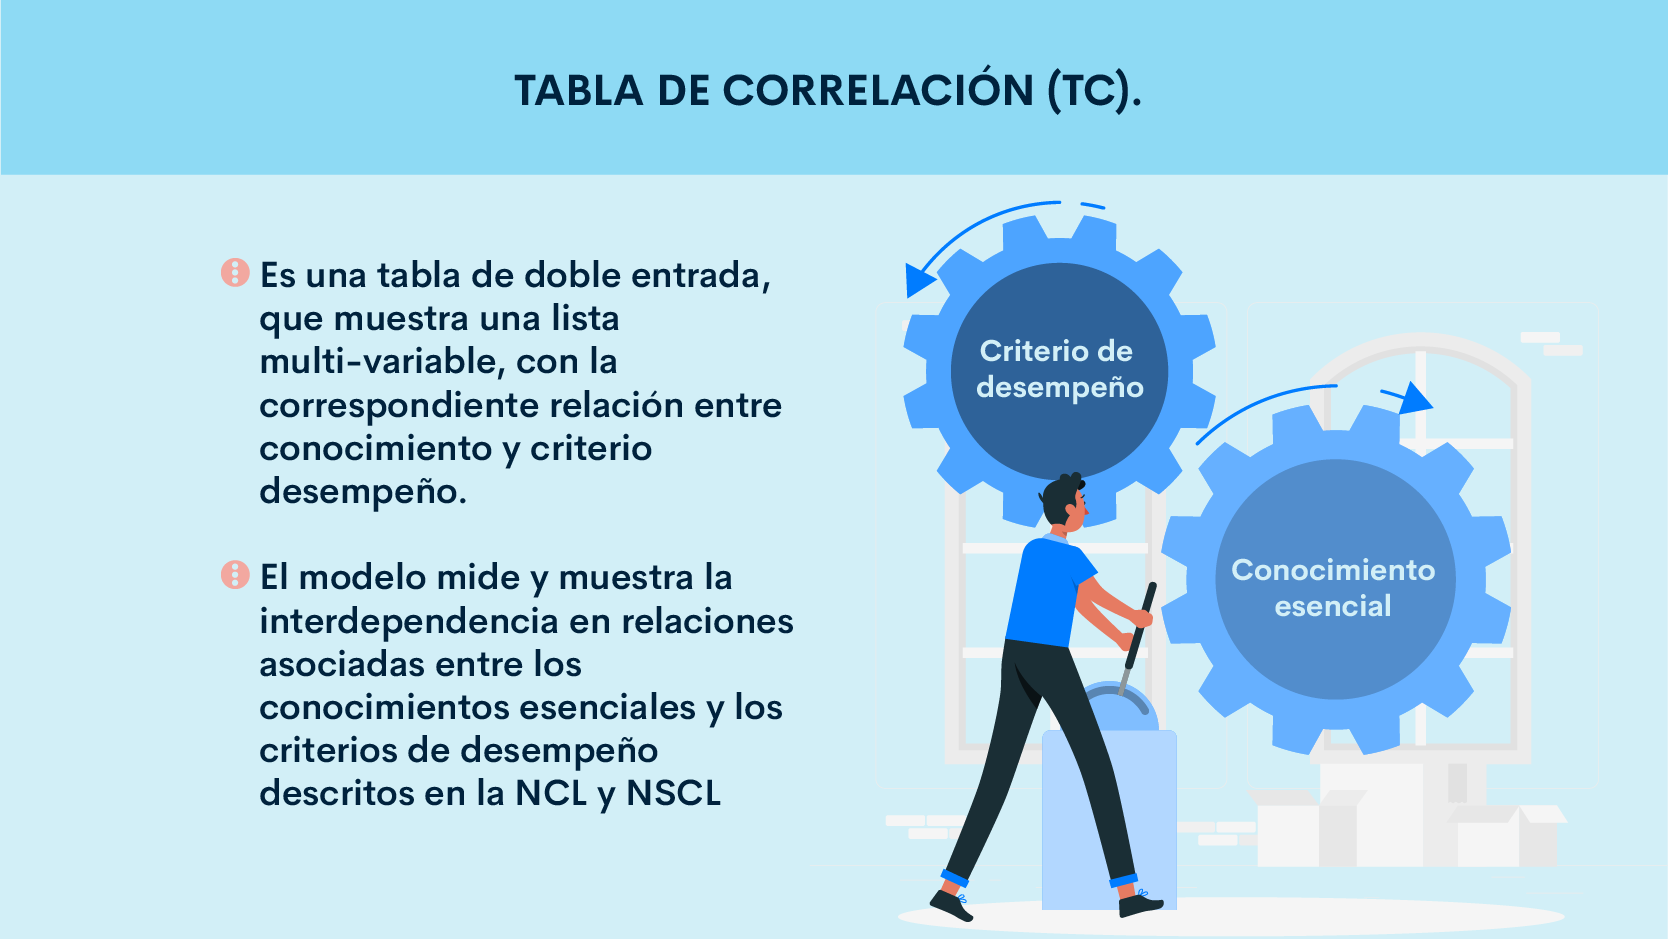 TABLA DE CORRELACIÓN (TC).
Es una tabla de doble entrada,
que muestra una lista
multi-variable, con la
correspondiente relación entre
conocimiento y criterio
desempeño.
El modelo mide y muestra la
interdependencia en relaciones
asociadas entre los
conocimientos esenciales y los
criterios de desempeño
descritos en la NCL y NSCL
Criterio de
desempeño
Conocimiento
esencial